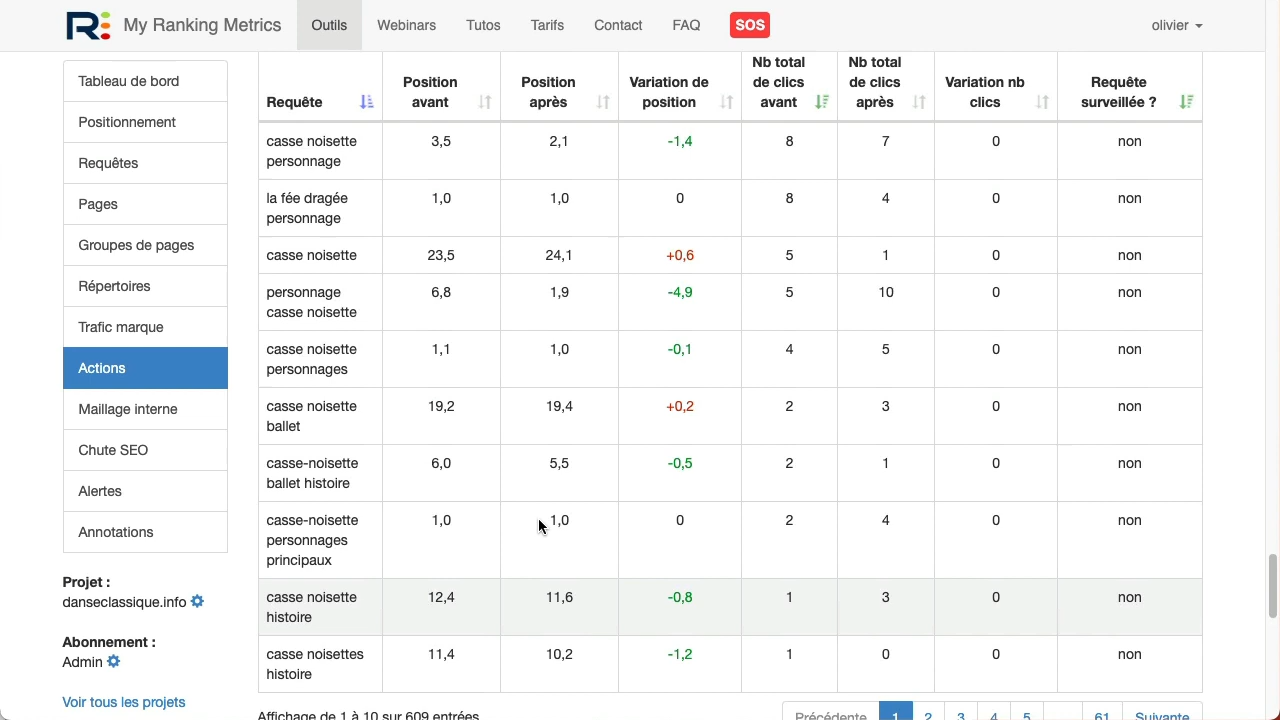 My Ranking Metrics
Outils
Webinars
Tutos
Tarifs
Contact
FAQ
SOS
olivier
Tableau de bord
Positionnement
Requêtes
Pages
Groupes de pages
Répertoires
Trafic marque
Actions
Maillage interne
Chute SEO
Alertes
Annotations
Projet :
danseclassique.info
Abonnement :
Admin
Voir tous les projets
Requête
Position
avant
Position
après
Variation de
position
Nb total
de clics
avant
Nb total
de clics
après
Variation nb
clics
Requête
surveillée ?
casse noisette
personnage
3,5
2,1
-1,4
8
7
0
non
la fée dragée
personnage
1,0
1,0
0
8
4
0
non
casse noisette
23,5
24,1
+0,6
5
1
0
non
personnage
casse noisette
6,8
1,9
-4,9
5
10
0
non
casse noisette
personnages
1,1
1,0
-0,1
4
5
0
non
casse noisette
ballet
19,2
19,4
+0,2
2
3
0
non
casse-noisette
ballet histoire
6,0
5,5
-0,5
2
1
0
non
casse-noisette
personnages
principaux
1,0
1,0
0
2
4
0
non
casse noisette
histoire
12,4
11,6
-0,8
1
3
0
non
casse noisettes
histoire
11,4
10,2
-1,2
1
0
0
non
Affichage de 1 à 10 sur 609 entrées
Précédente
1
2
3
4
5
61
Suivante